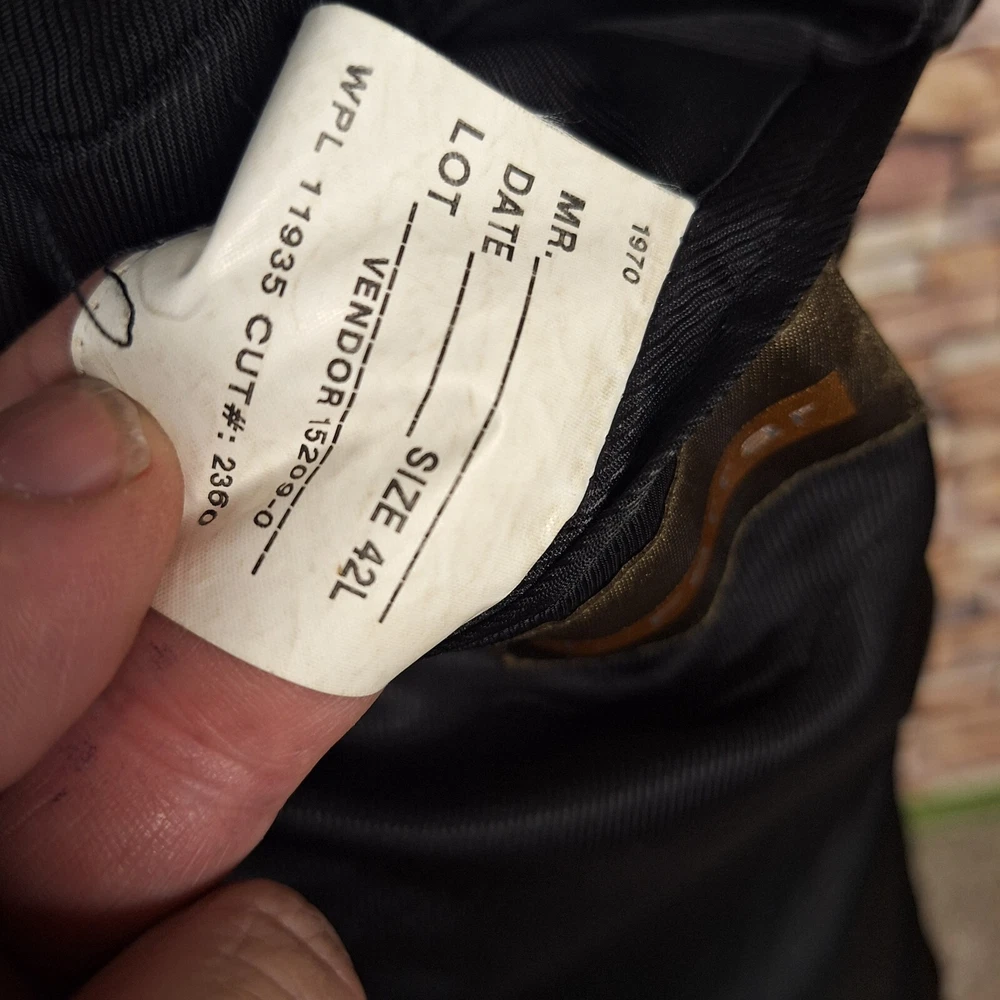 1970
MR.
DATE
LOT SIZE 42L
VENDOR 15209-0
WPL 11935 CUT#: 2360